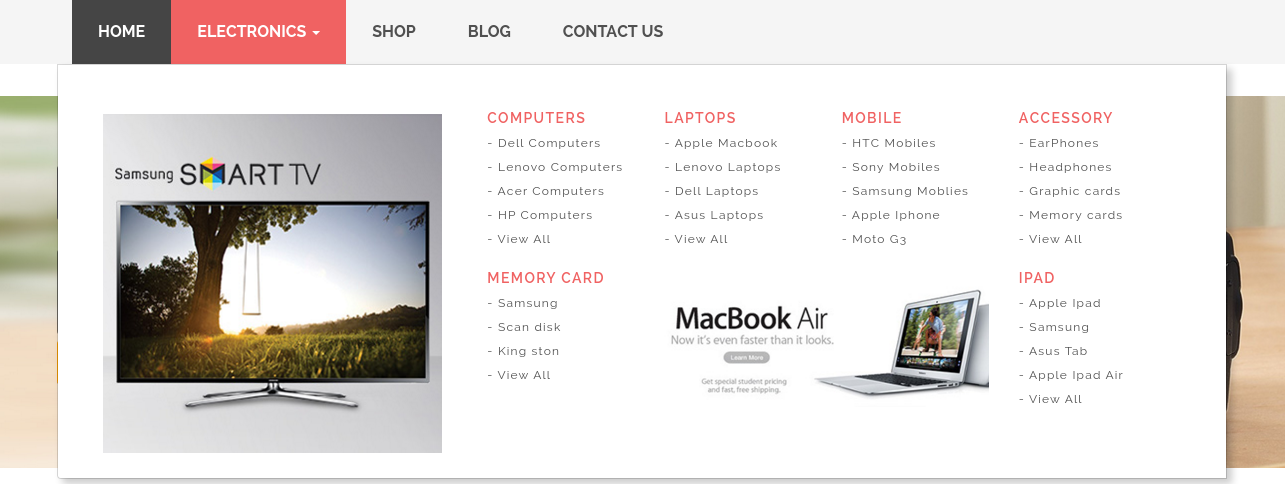 HOME
ELECTRONICS
SHOP
BLOG
CONTACT US
Samsung SMART TV
COMPUTERS
- Dell Computers
- Lenovo Computers
- Acer Computers
- HP Computers
- View All
LAPTOPS
- Apple Macbook
- Lenovo Laptops
- Dell Laptops
- Asus Laptops
- View All
MOBILE
- HTC Mobiles
- Sony Mobiles
- Samsung Moblies
- Apple Iphone
- Moto G3
ACCESSORY
- EarPhones
- Headphones
- Graphic cards
- Memory cards
- View All
MEMORY CARD
- Samsung
- Scan disk
- King ston
- View All
MacBook Air
Now it's even faster than it looks.
Learn More
Get special student pricing
and fast, free shipping.
IPAD
- Apple Ipad
- Samsung
- Asus Tab
- Apple Ipad Air
- View All